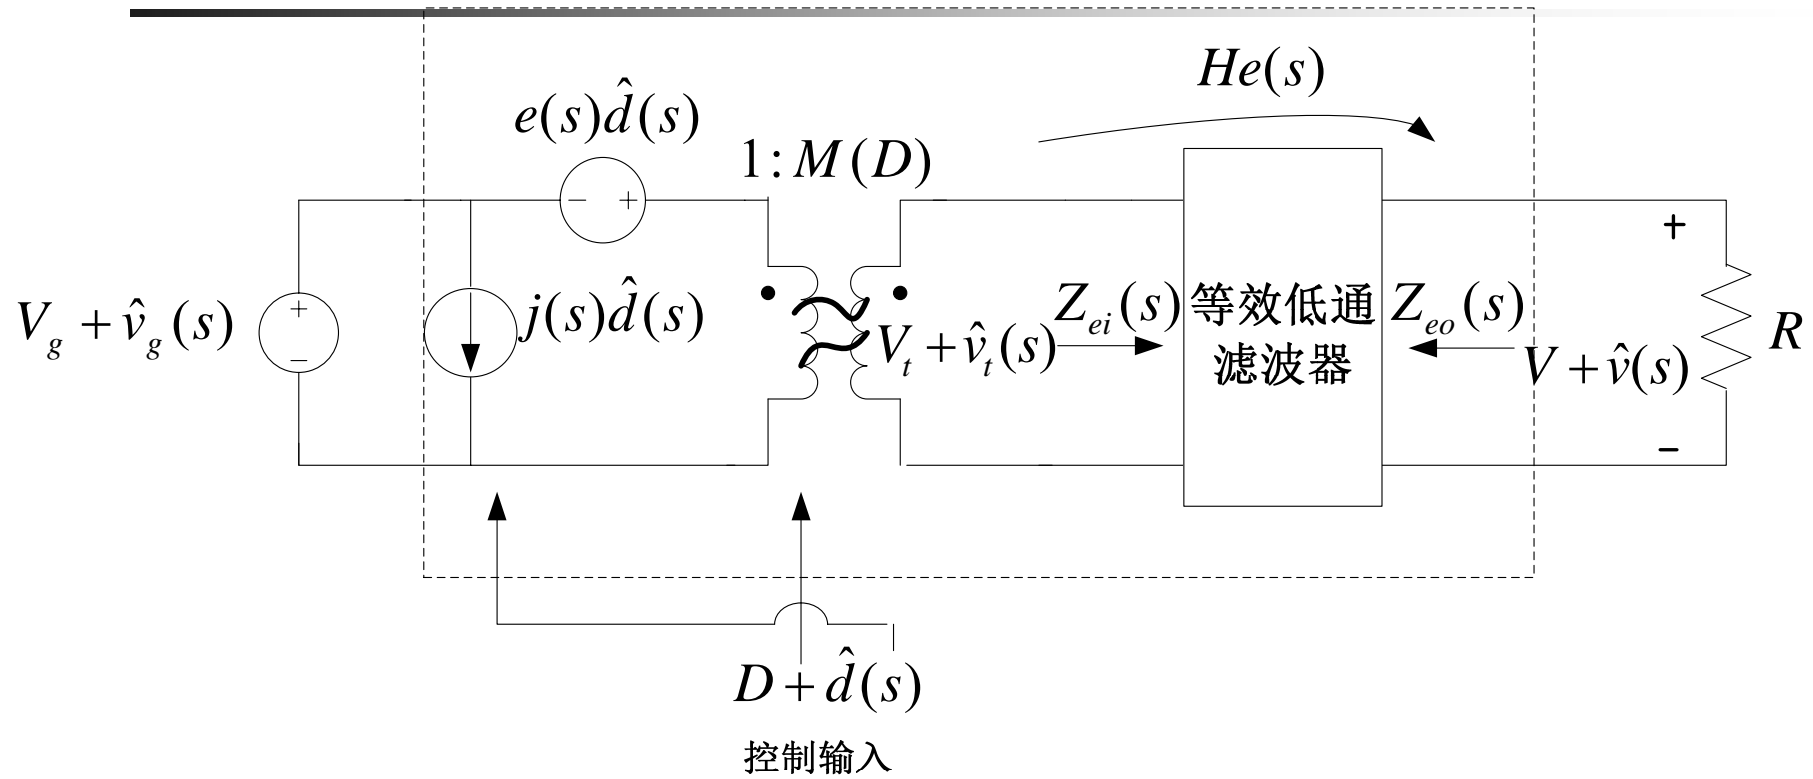 He(s)
e(s)d̂(s)
1:M(D)
− +
+
V_g + v̂_g(s)
−
j(s)d̂(s)
V_t + v̂_t(s)
Z_ei(s)
等效低通
滤波器
Z_eo(s)
+
V + v̂(s)
−
R
D + d̂(s)
控制输入